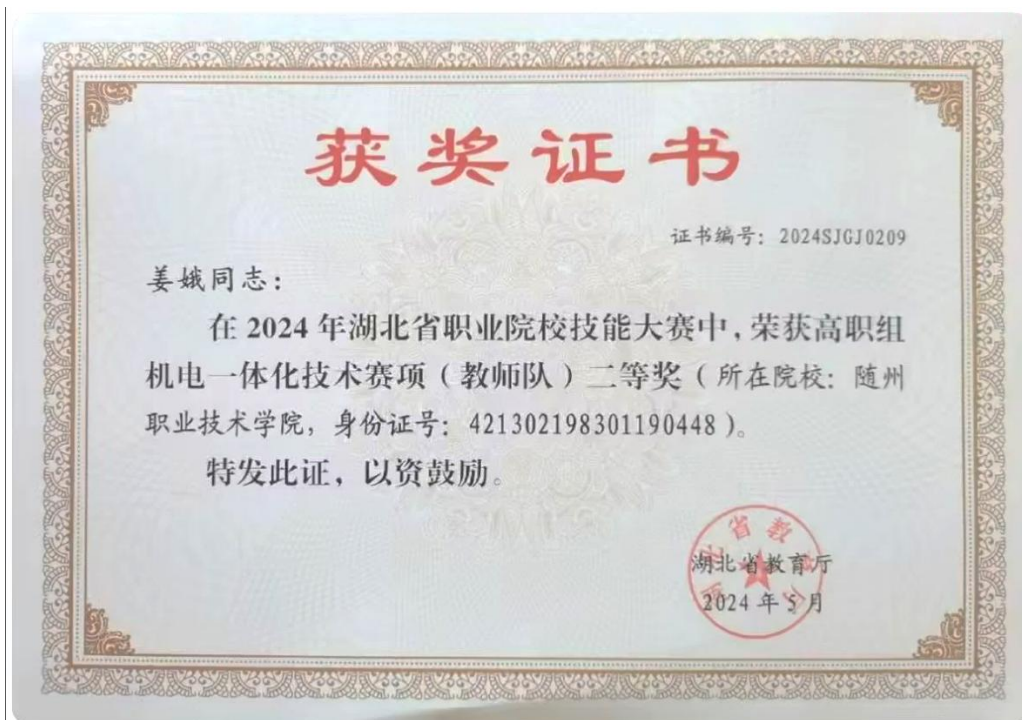 获奖证书
证书编号：2024SJGJ0209
姜娥同志：
在2024年湖北省职业院校技能大赛中，荣获高职组
机电一体化技术赛项（教师队）二等奖（所在院校：随州
职业技术学院，身份证号：421302198301190448）。
特发此证，以资鼓励。
湖北省教育厅
2024年5月